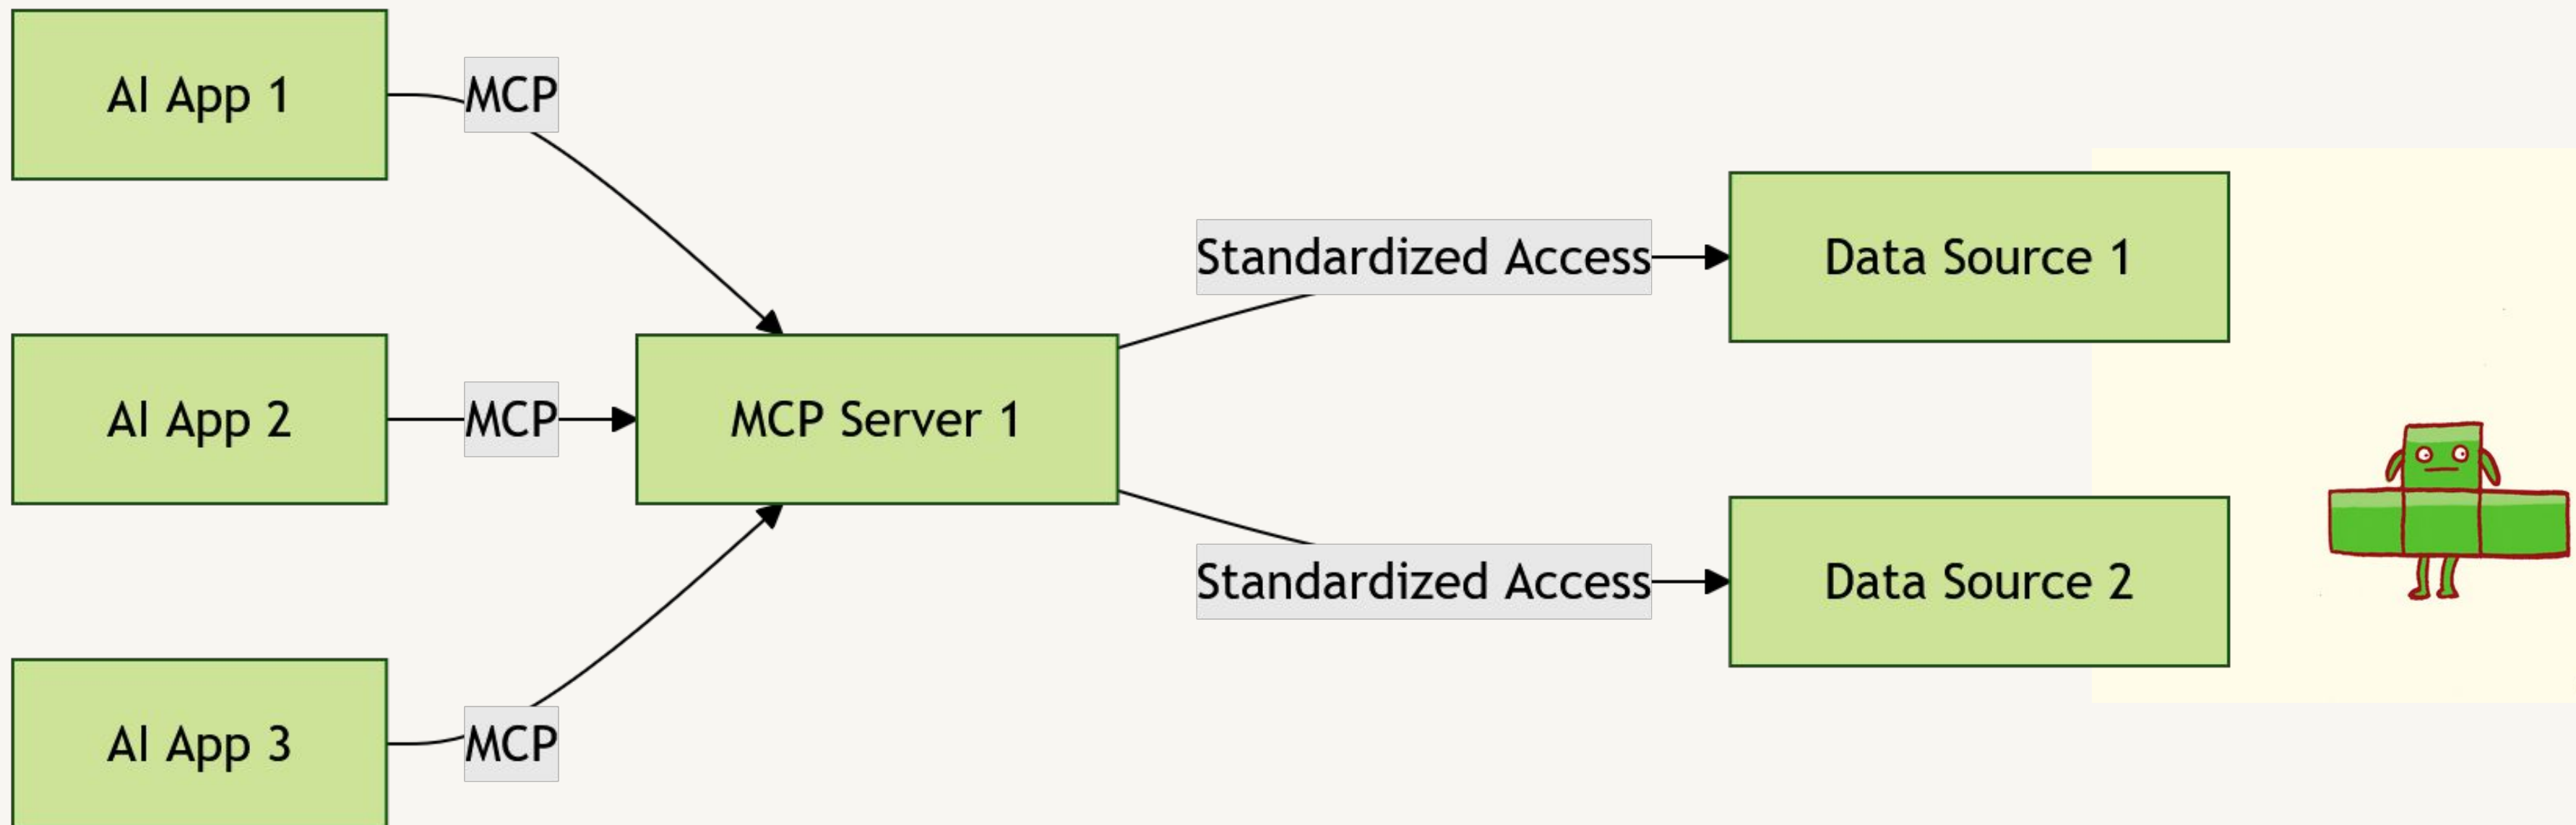 AI App 1
MCP
Standardized Access
Data Source 1
AI App 2
MCP
MCP Server 1
Standardized Access
Data Source 2
AI App 3
MCP